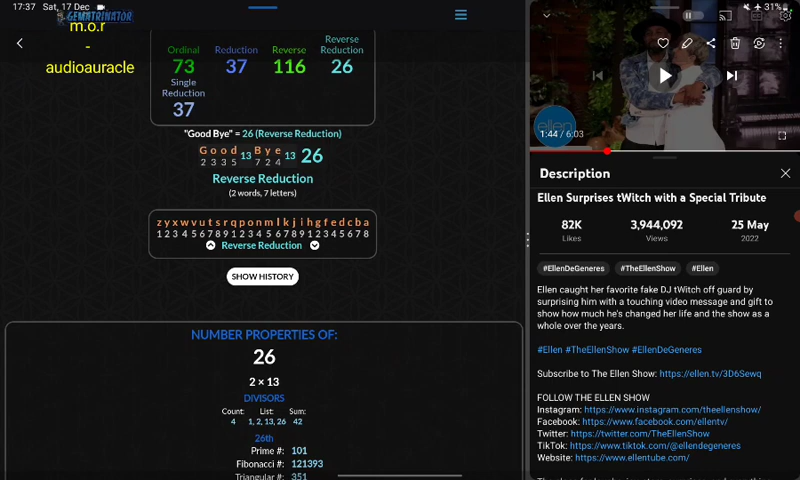 17:37 Sat, 17 Dec
GEMATRINATOR
m.o.r
-
audioauracle
Ordinal
73
Reduction
37
Reverse
116
Reverse
Reduction
26
Single
Reduction
37
"Good Bye" = 26 (Reverse Reduction)
G o o d 13 B y e 13 26
2 3 3 5 7 2 4
Reverse Reduction
(2 words, 7 letters)
z y x w v u t s r q p o n m l k j i h g f e d c b a
1 2 3 4 5 6 7 8 9 1 2 3 4 5 6 7 8 9 1 2 3 4 5 6 7 8
Reverse Reduction
SHOW HISTORY
NUMBER PROPERTIES OF:
26
2 × 13
DIVISORS
Count: List: Sum:
4 1, 2, 13, 26 42
26th
Prime #: 101
Fibonacci #: 121393
Triangular #: 351
31%
ellen
1:44 / 6:03
Description
Ellen Surprises tWitch with a Special Tribute
82K 3,944,092 25 May
Likes Views 2022
#EllenDeGeneres #TheEllenShow #Ellen
Ellen caught her favorite fake DJ tWitch off guard by
surprising him with a touching video message and gift to
show how much he's changed her life and the show as a
whole over the years.
#Ellen #TheEllenShow #EllenDeGeneres
Subscribe to The Ellen Show: https://ellen.tv/3D6Sewq
FOLLOW THE ELLEN SHOW
Instagram: https://www.instagram.com/theellenshow/
Facebook: https://www.facebook.com/ellentv/
Twitter: https://twitter.com/TheEllenShow
TikTok: https://www.tiktok.com/@ellendegeneres
Website: https://www.ellentube.com/